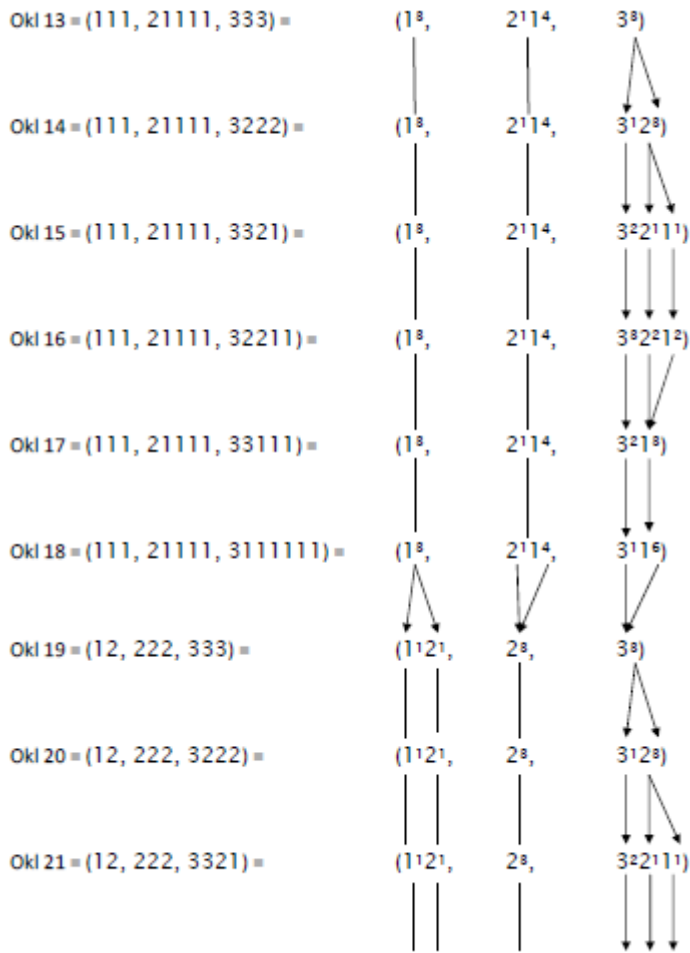 Okl 13 = (111, 21111, 333) = (1³, 2¹1⁴, 3³)
Okl 14 = (111, 21111, 3222) = (1³, 2¹1⁴, 3¹2³)
Okl 15 = (111, 21111, 3321) = (1³, 2¹1⁴, 3²2¹1¹)
Okl 16 = (111, 21111, 32211) = (1³, 2¹1⁴, 3³2²1²)
Okl 17 = (111, 21111, 33111) = (1³, 2¹1⁴, 3²1³)
Okl 18 = (111, 21111, 3111111) = (1³, 2¹1⁴, 3¹1⁶)
Okl 19 = (12, 222, 333) = (1¹2¹, 2³, 3³)
Okl 20 = (12, 222, 3222) = (1¹2¹, 2³, 3¹2³)
Okl 21 = (12, 222, 3321) = (1¹2¹, 2³, 3²2¹1¹)